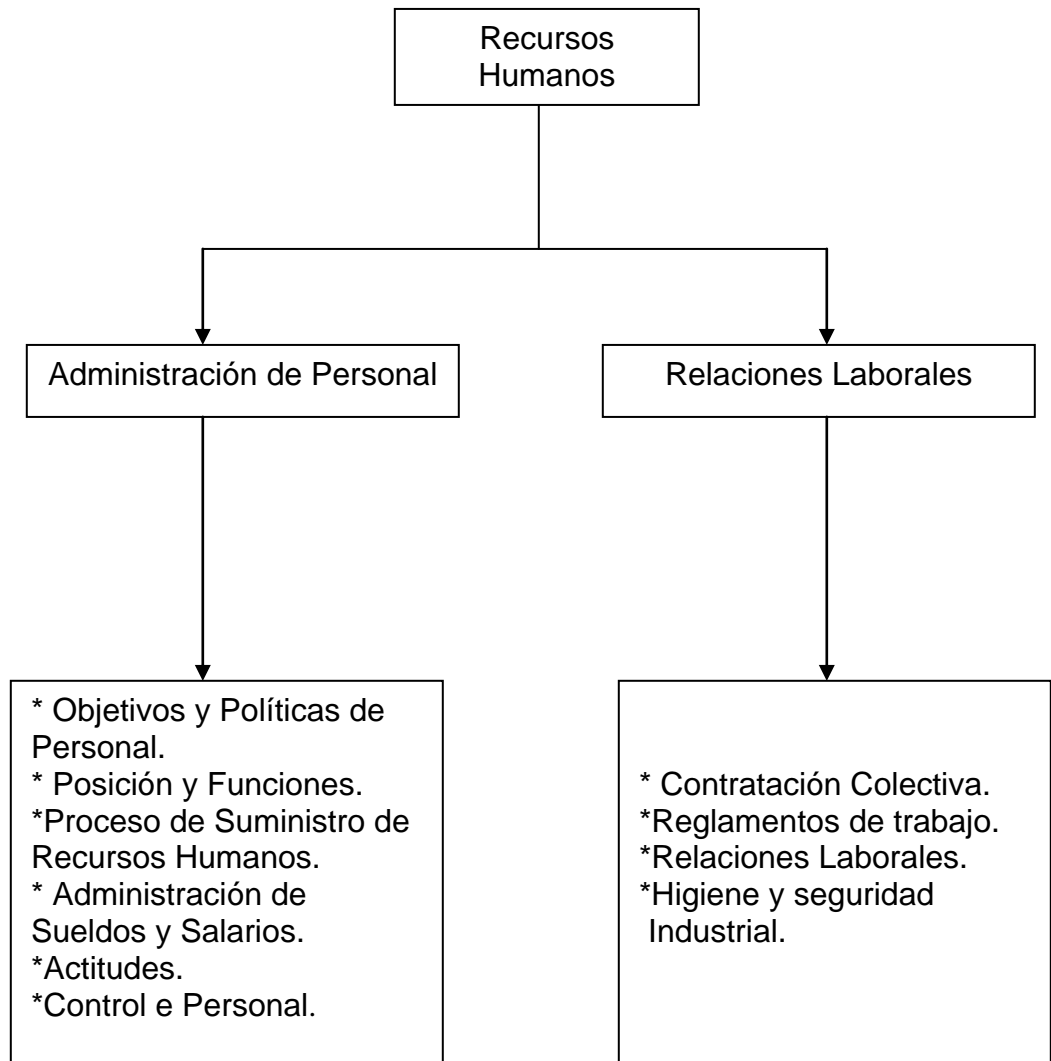 Recursos
Humanos
Administración de Personal
Relaciones Laborales
* Objetivos y Políticas de
Personal.
* Posición y Funciones.
*Proceso de Suministro de
Recursos Humanos.
* Administración de
Sueldos y Salarios.
*Actitudes.
*Control e Personal.
* Contratación Colectiva.
*Reglamentos de trabajo.
*Relaciones Laborales.
*Higiene y seguridad
Industrial.